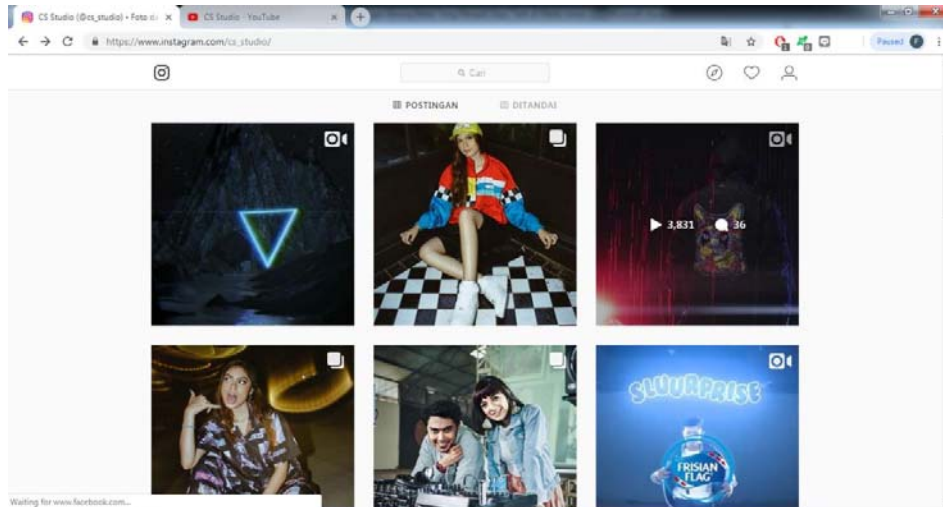 CS Studio (@cs_studio) • Foto da
CS Studio - YouTube
https://www.instagram.com/cs_studio/
Paused
Cari
POSTINGAN DITANDAI
3,831 36
SLUURPRISE
FRISIAN
FLAG
Waiting for www.facebook.com...